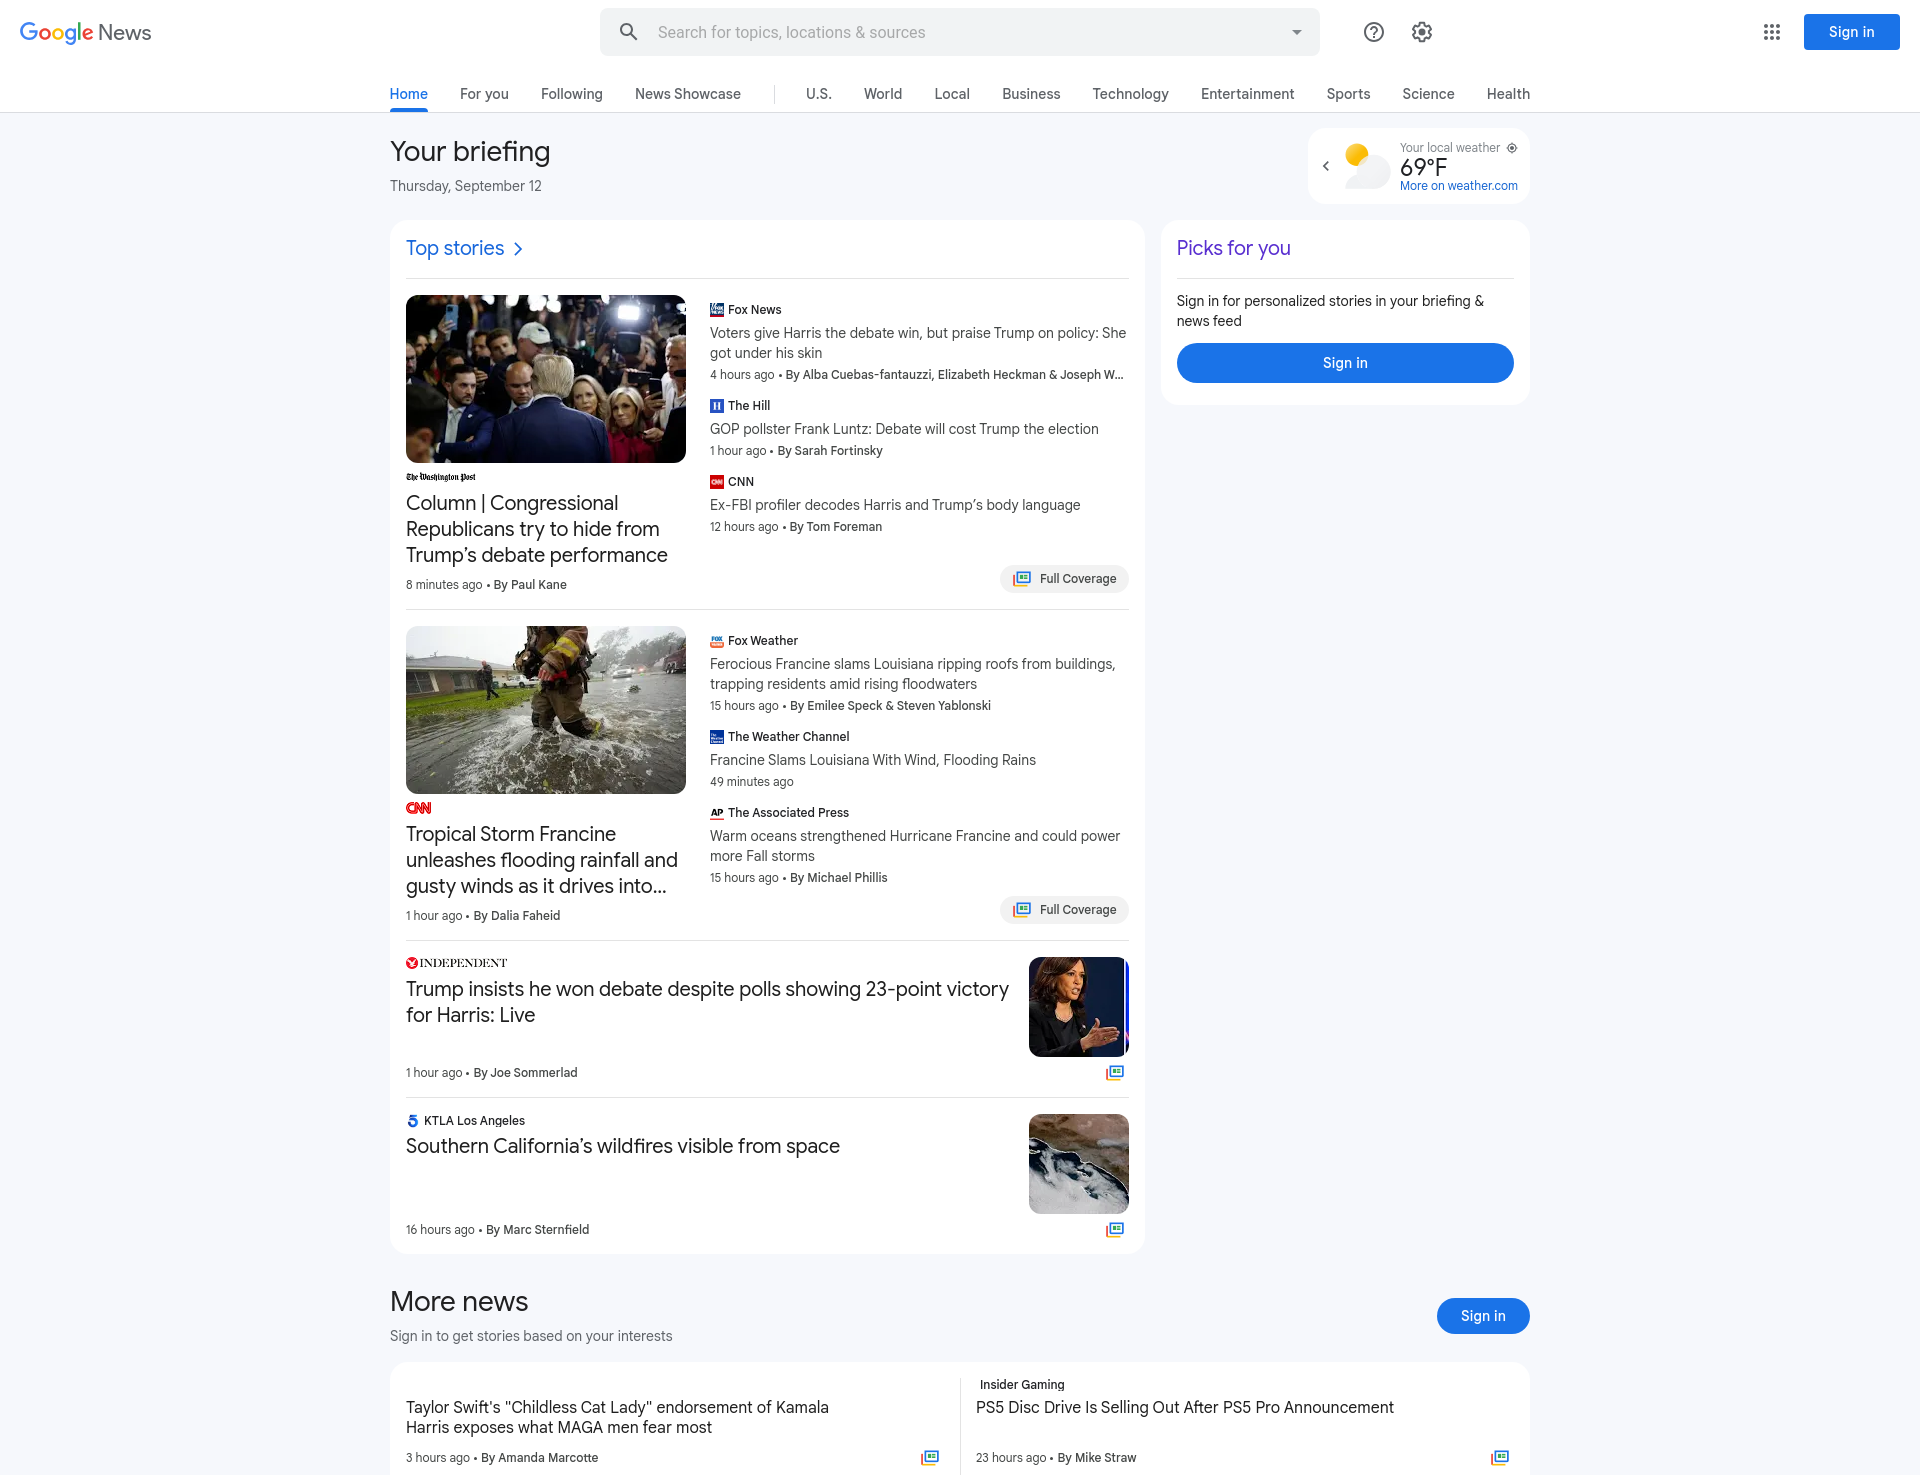 Google News
Search for topics, locations & sources
Sign in
Home
For you
Following
News Showcase
U.S.
World
Local
Business
Technology
Entertainment
Sports
Science
Health
Your briefing
Thursday, September 12
Your local weather
69°F
More on weather.com
Top stories
The Washington Post
Column | Congressional
Republicans try to hide from
Trump’s debate performance
8 minutes ago • By Paul Kane
Fox News
Voters give Harris the debate win, but praise Trump on policy: She
got under his skin
4 hours ago • By Alba Cuebas-fantauzzi, Elizabeth Heckman & Joseph W...
The Hill
GOP pollster Frank Luntz: Debate will cost Trump the election
1 hour ago • By Sarah Fortinsky
CNN
Ex-FBI profiler decodes Harris and Trump’s body language
12 hours ago • By Tom Foreman
Full Coverage
CNN
Tropical Storm Francine
unleashes flooding rainfall and
gusty winds as it drives into...
1 hour ago • By Dalia Faheid
Fox Weather
Ferocious Francine slams Louisiana ripping roofs from buildings,
trapping residents amid rising floodwaters
15 hours ago • By Emilee Speck & Steven Yablonski
The Weather Channel
Francine Slams Louisiana With Wind, Flooding Rains
49 minutes ago
AP The Associated Press
Warm oceans strengthened Hurricane Francine and could power
more Fall storms
15 hours ago • By Michael Phillis
Full Coverage
INDEPENDENT
Trump insists he won debate despite polls showing 23-point victory
for Harris: Live
1 hour ago • By Joe Sommerlad
5 KTLA Los Angeles
Southern California’s wildfires visible from space
16 hours ago • By Marc Sternfield
Picks for you
Sign in for personalized stories in your briefing &
news feed
Sign in
More news
Sign in to get stories based on your interests
Sign in
Taylor Swift's "Childless Cat Lady" endorsement of Kamala
Harris exposes what MAGA men fear most
3 hours ago • By Amanda Marcotte
Insider Gaming
PS5 Disc Drive Is Selling Out After PS5 Pro Announcement
23 hours ago • By Mike Straw